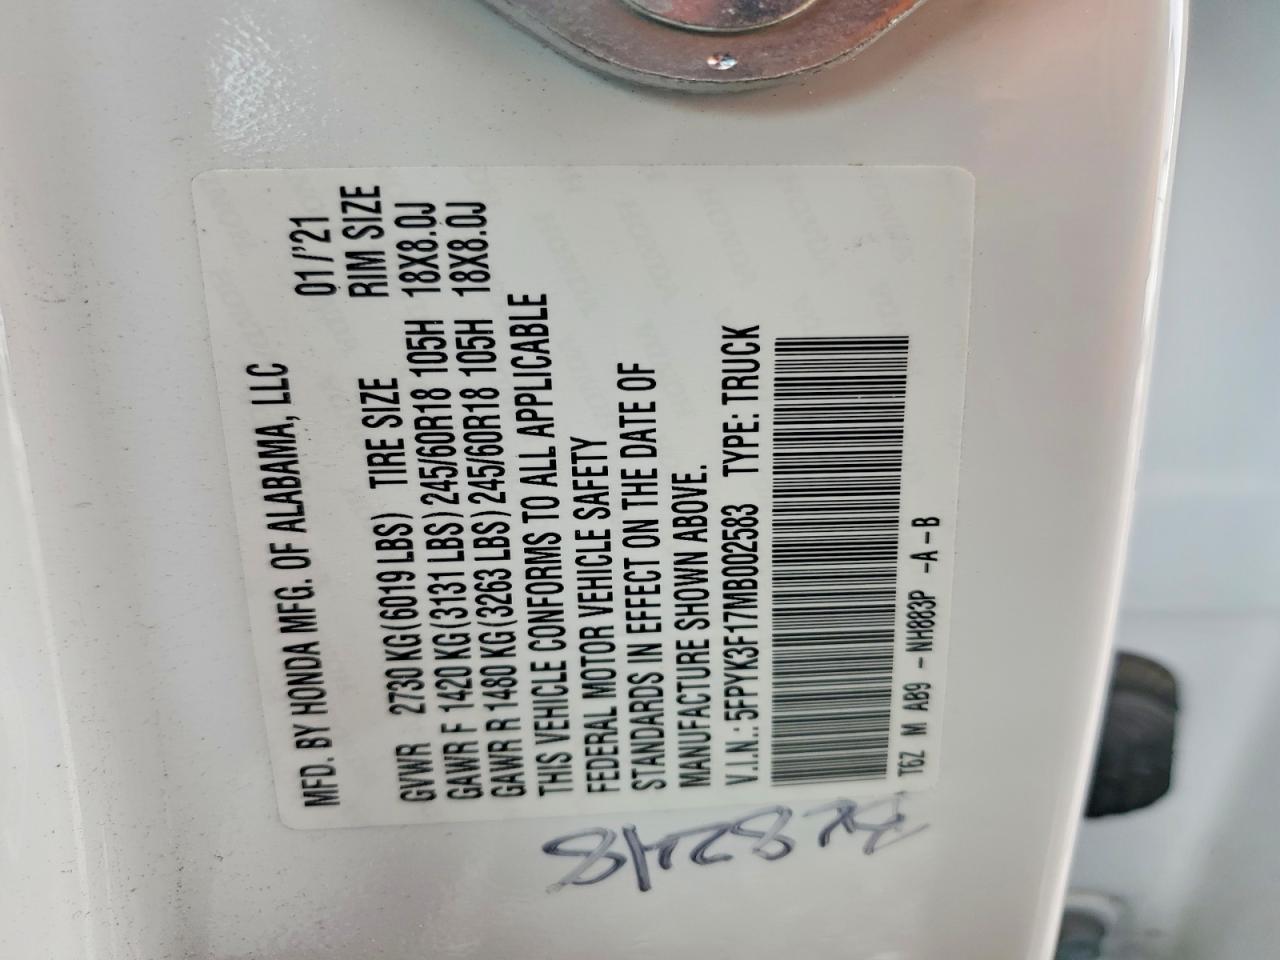 MFD. BY HONDA MFG. OF ALABAMA, LLC 01/'21
GVWR 2730 KG(6019 LBS) TIRE SIZE RIM SIZE
GAWR F 1420 KG(3131 LBS) 245/60R18 105H 18X8.0J
GAWR R 1480 KG(3263 LBS) 245/60R18 105H 18X8.0J
THIS VEHICLE CONFORMS TO ALL APPLICABLE
FEDERAL MOTOR VEHICLE SAFETY
STANDARDS IN EFFECT ON THE DATE OF
MANUFACTURE SHOWN ABOVE.
V.I.N.: 5FPYK3F17MB002583 TYPE: TRUCK
T6Z M AB9 - NH883P -A-B